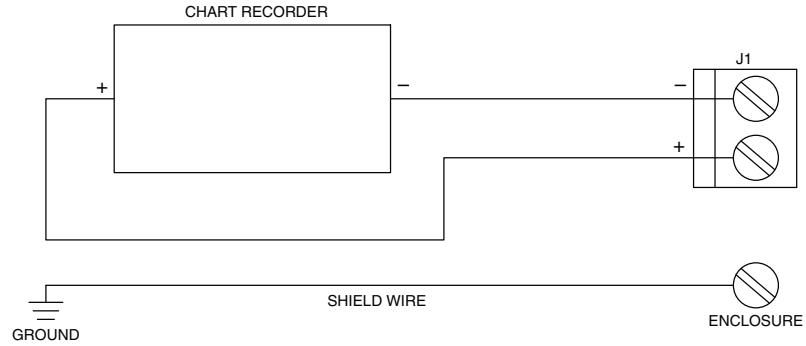 CHART RECORDER
J1
+
−
−
+
SHIELD WIRE
GROUND
ENCLOSURE